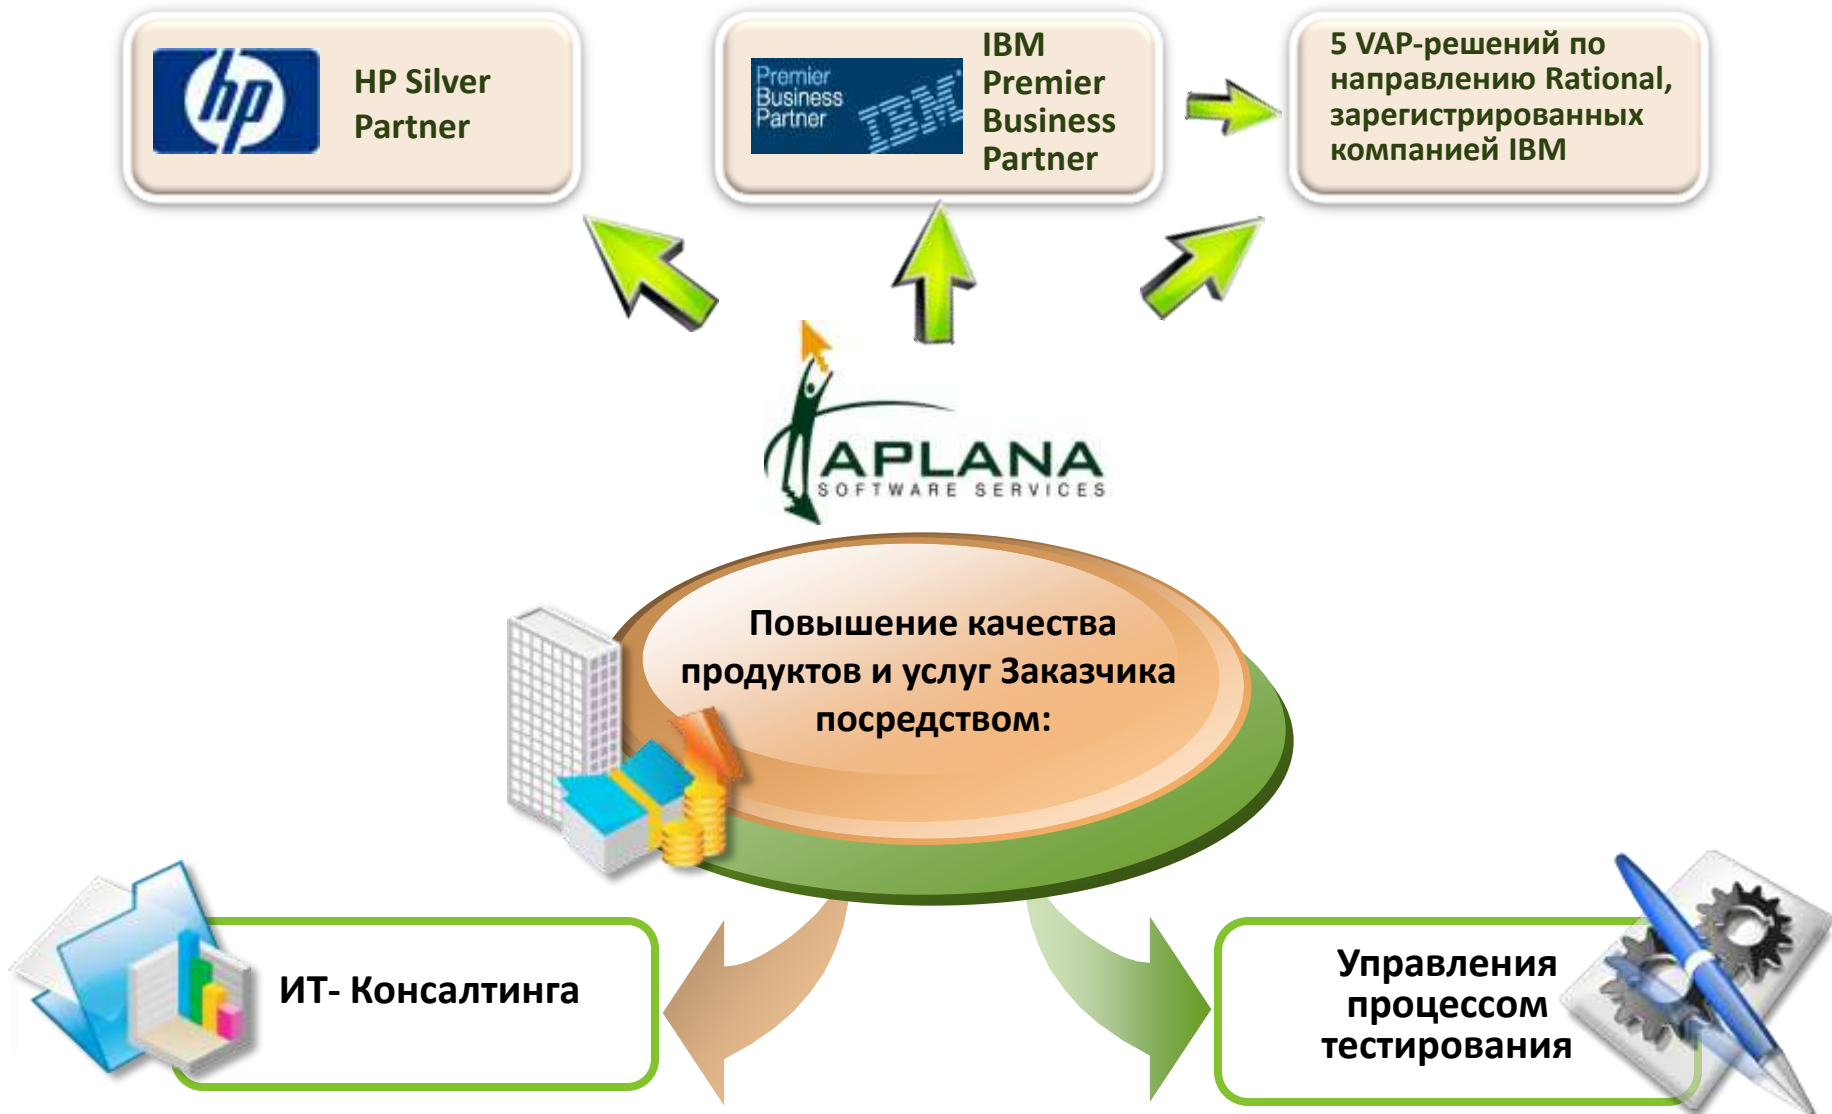 hp
HP Silver
Partner
Premier
Business
Partner
IBM
IBM
Premier
Business
Partner
5 VAP-решений по
направлению Rational,
зарегистрированных
компанией IBM
APLANA
SOFTWARE SERVICES
Повышение качества
продуктов и услуг Заказчика
посредством:
ИТ- Консалтинга
Управления
процессом
тестирования